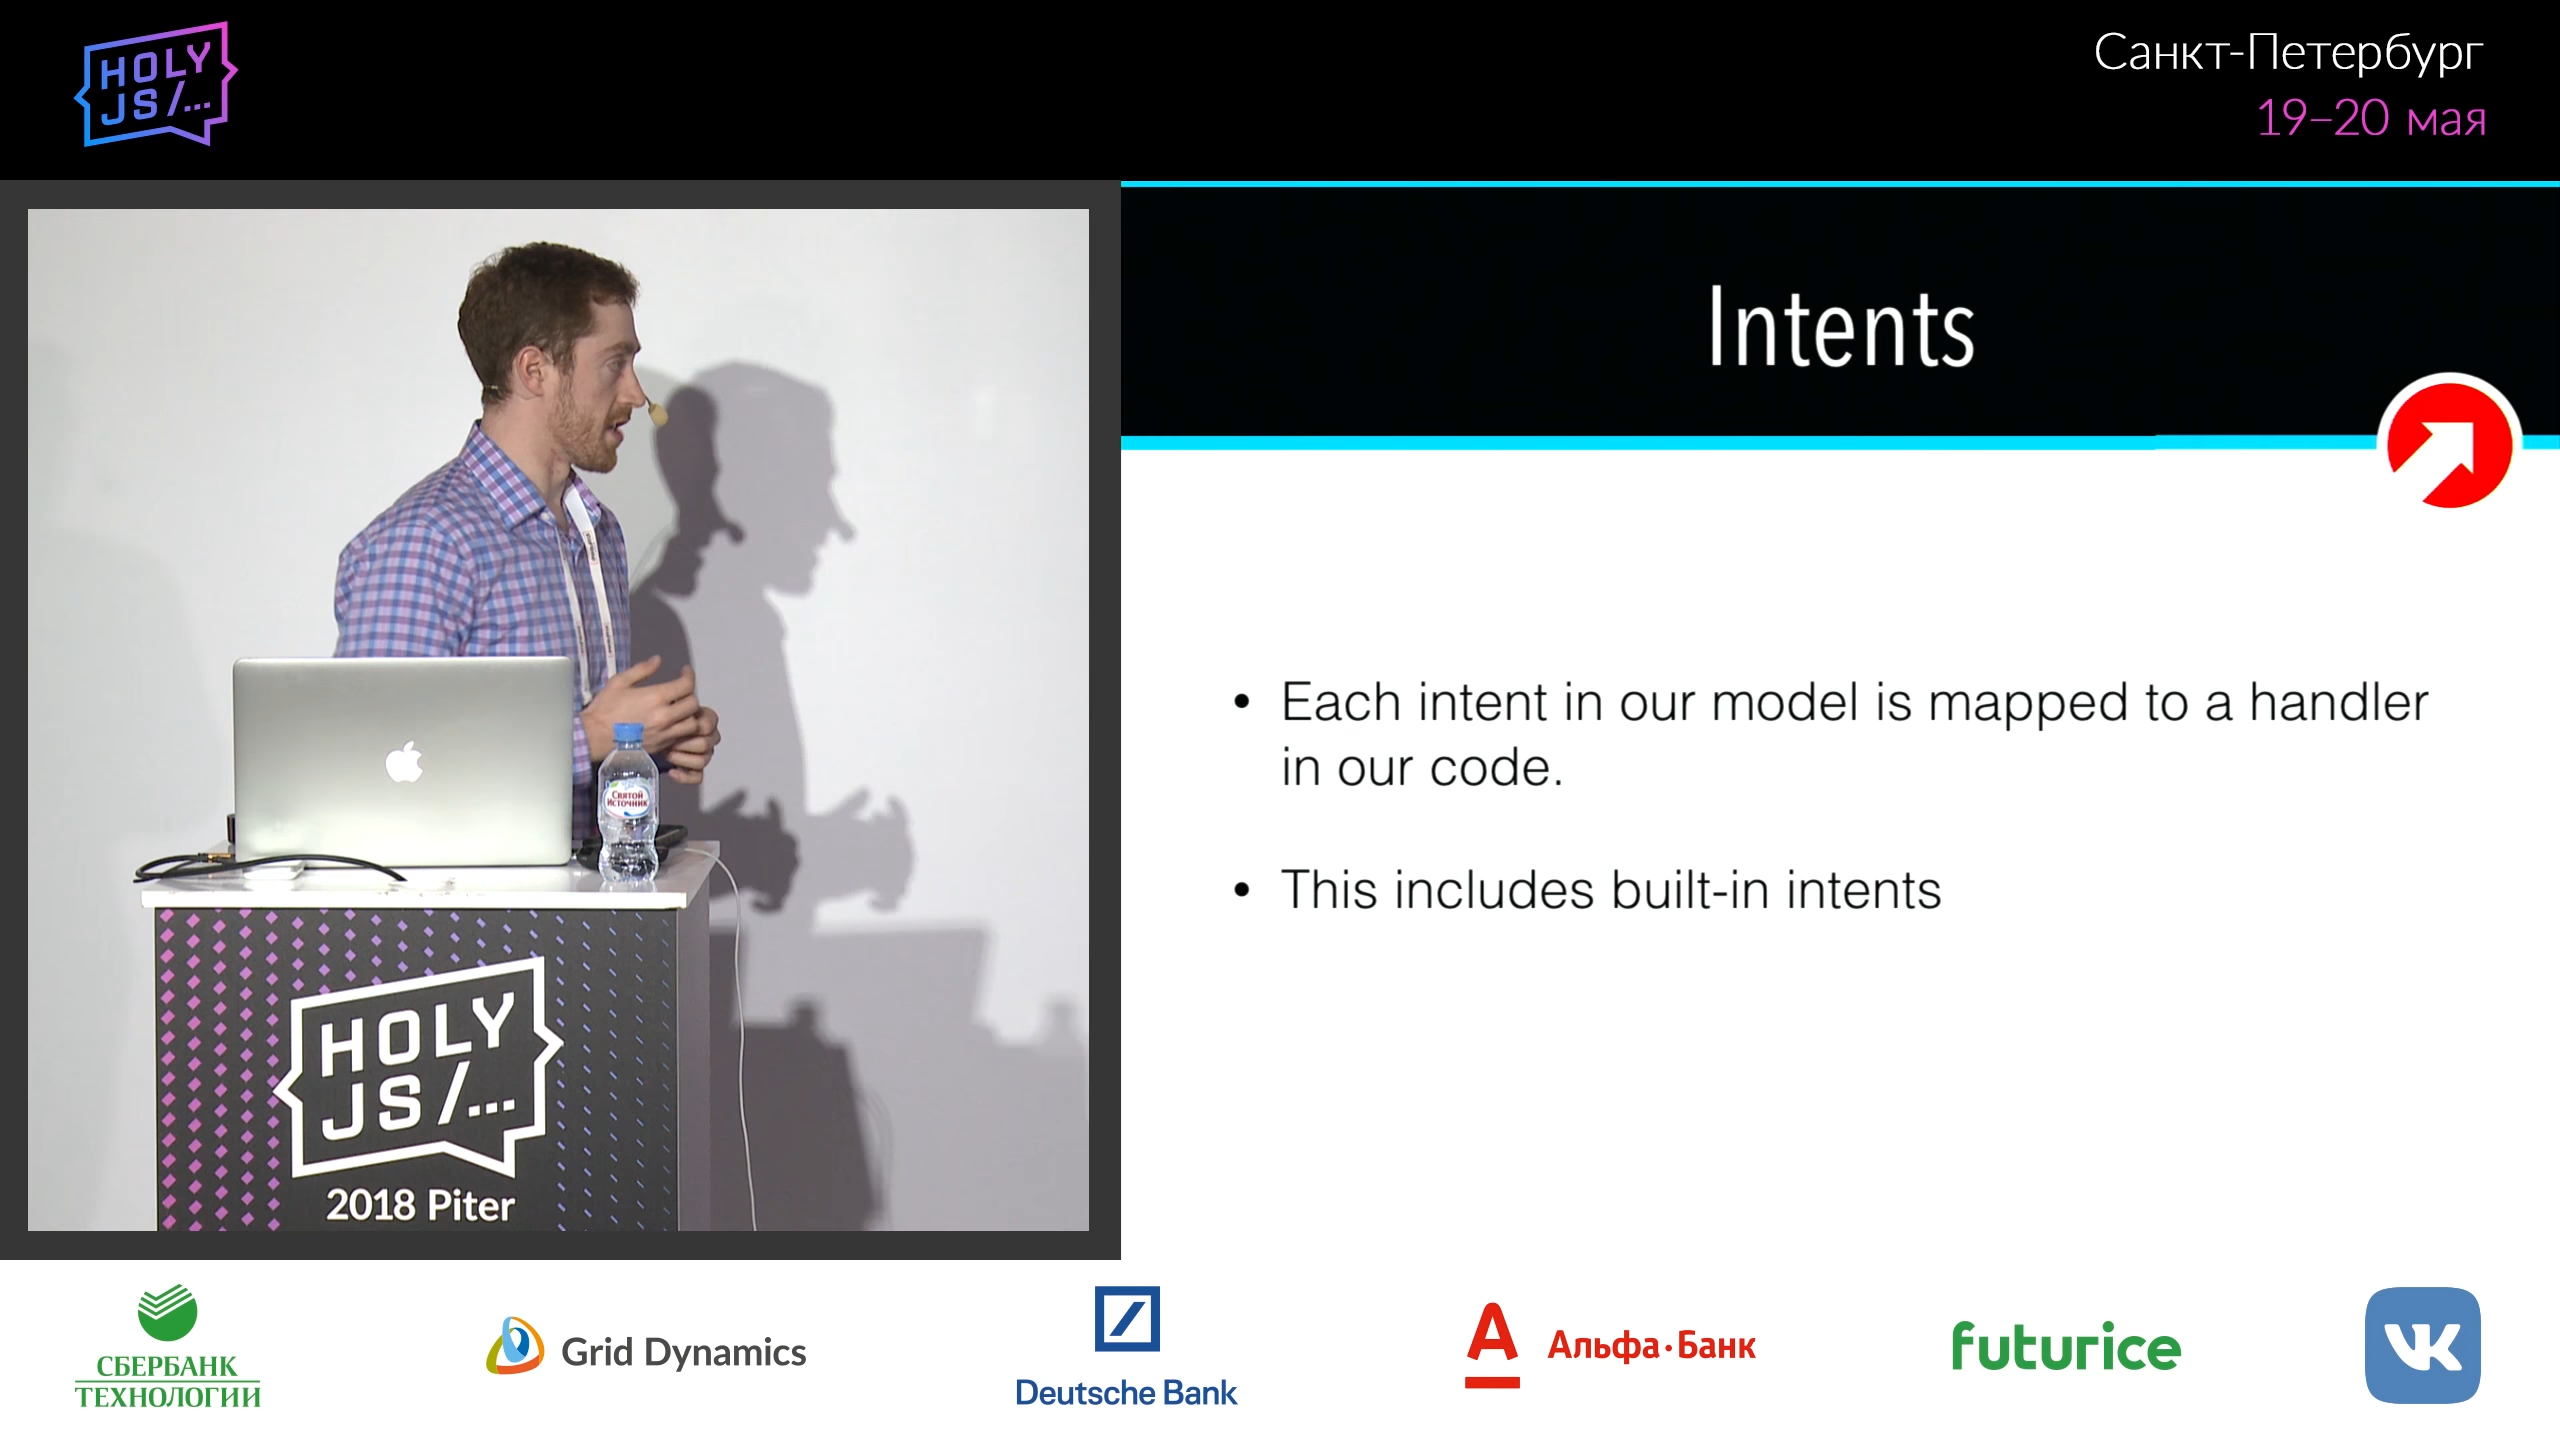 HOLY
JS/...
Санкт-Петербург
19–20 мая
Intents
• Each intent in our model is mapped to a handler
in our code.
• This includes built-in intents
СВЯТОЙ
ИСТОЧНИК
HOLY
JS/...
2018 Piter
СБЕРБАНК
ТЕХНОЛОГИИ
Grid Dynamics
Deutsche Bank
Альфа·Банк
futurice